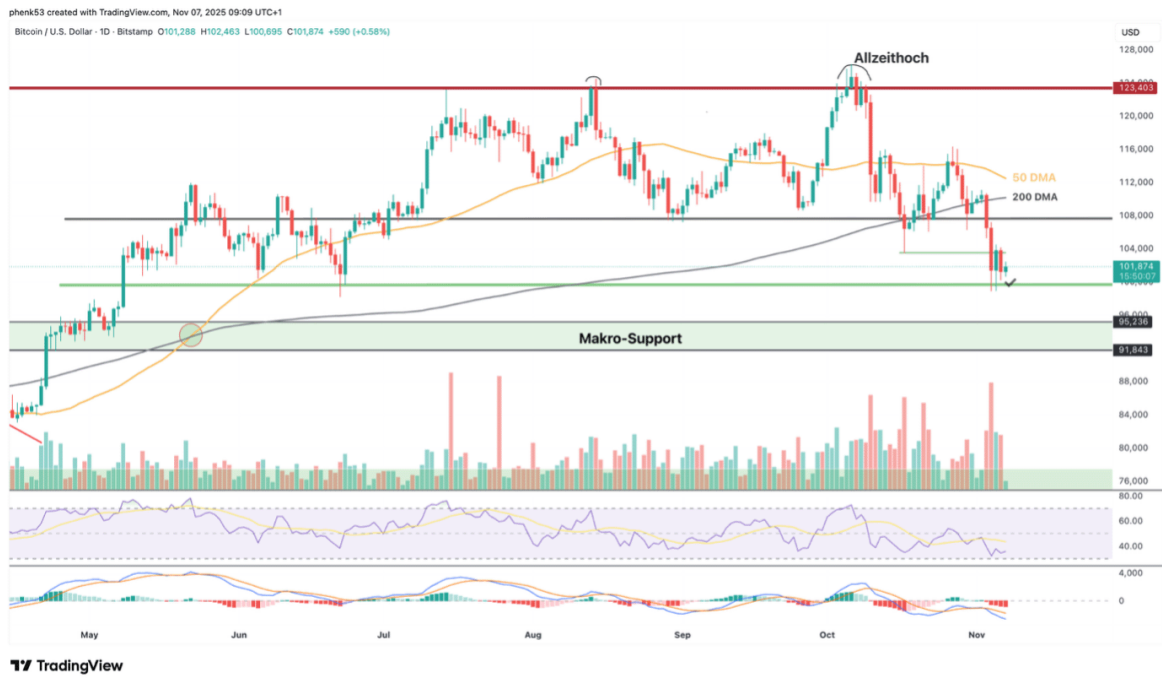 phenk53 created with TradingView.com, Nov 07, 2025 09:09 UTC+1
Bitcoin / U.S. Dollar · 1D · Bitstamp O101,288 H102,463 L100,695 C101,874 +590 (+0.58%)
USD
128,000
Allzeithoch
123,403
120,000
116,000
112,000
50 DMA
200 DMA
108,000
104,000
101,874
15:50:07
96,000
95,236
Makro-Support
91,843
88,000
84,000
80,000
76,000
80.00
60.00
40.00
4,000
0
May Jun Jul Aug Sep Oct Nov
TradingView